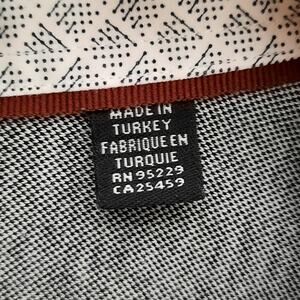 MADE IN
TURKEY
FABRIQUE EN
TURQUIE
RN 95229
CA 25459